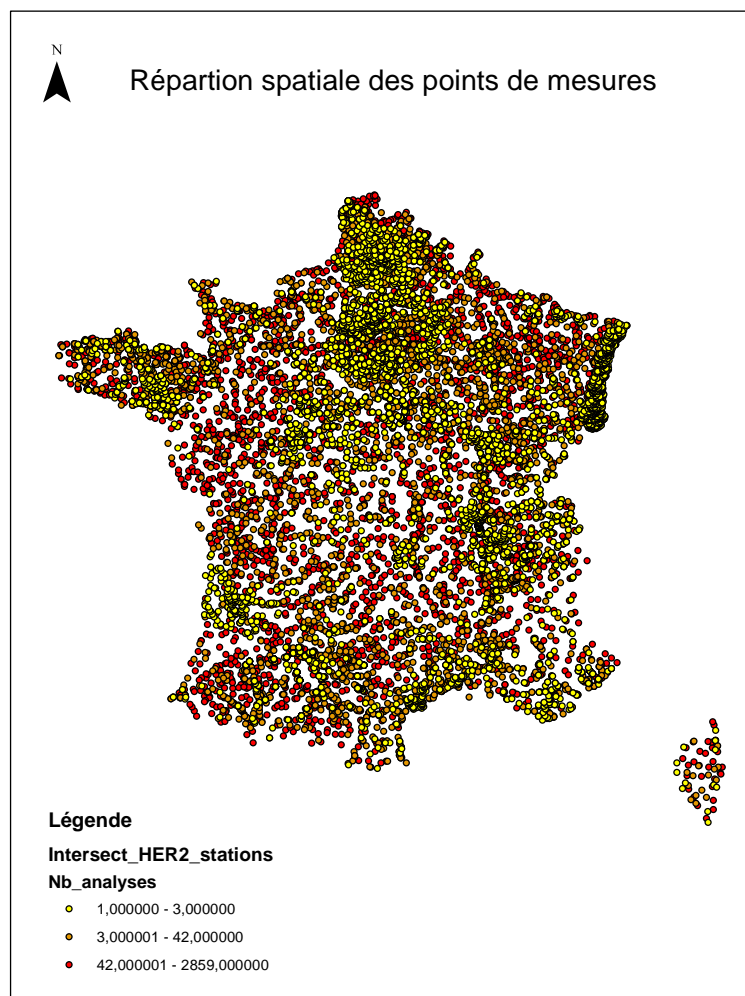 N
Répartion spatiale des points de mesures
Légende
Intersect_HER2_stations
Nb_analyses
1,000000 - 3,000000
3,000001 - 42,000000
42,000001 - 2859,000000